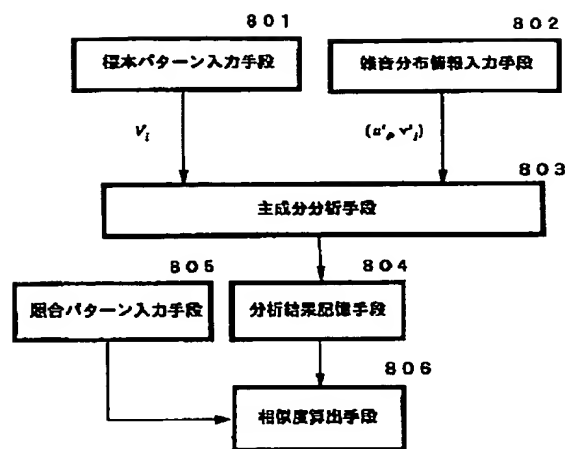 801
802
標本パターン入力手段
雑音分布情報入力手段
803
主成分分析手段
805
804
照合パターン入力手段
分析結果記憶手段
806
相似度算出手段